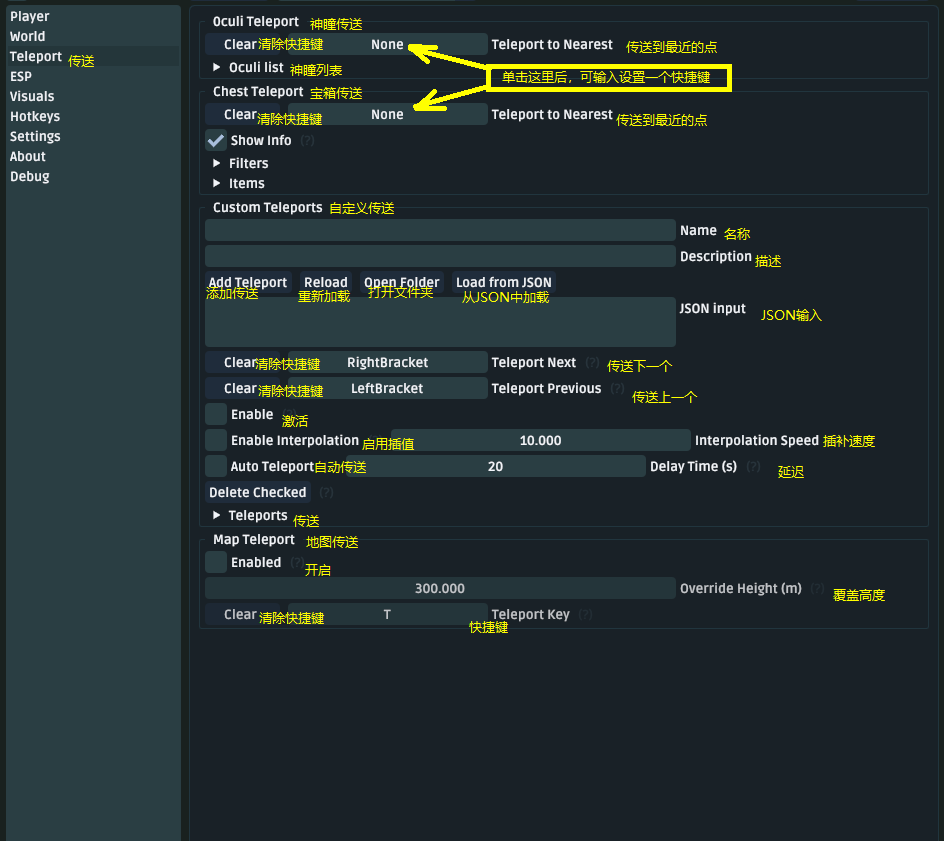 Player
World
Teleport 传送
ESP
Visuals
Hotkeys
Settings
About
Debug
Oculi Teleport 神瞳传送
Clear 清除快捷键 None Teleport to Nearest 传送到最近的点
Oculi list 神瞳列表
单击这里后，可输入设置一个快捷键
Chest Teleport 宝箱传送
Clear 清除快捷键 None Teleport to Nearest 传送到最近的点
Show Info (?)
Filters
Items
Custom Teleports 自定义传送
Name 名称
Description 描述
Add Teleport Reload Open Folder Load from JSON
添加传送 重新加载 打开文件夹 从JSON中加载
JSON input JSON输入
Clear 清除快捷键 RightBracket Teleport Next (?) 传送下一个
Clear 清除快捷键 LeftBracket Teleport Previous (?) 传送上一个
Enable (?) 激活
Enable Interpolation 启用插值 10.000 Interpolation Speed 插补速度
Auto Teleport 自动传送 20 Delay Time (s) (?) 延迟
Delete Checked (?)
Teleports 传送
Map Teleport 地图传送
Enabled (?) 开启
300.000 Override Height (m) (?) 覆盖高度
Clear 清除快捷键 T Teleport Key (?)
快捷键